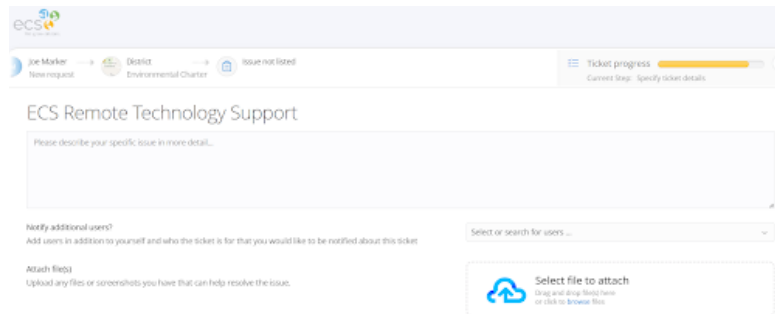 ecs
Joe Marker
New request
District
Environmental Charter
Issue not listed
Ticket progress
Current Step: Specify ticket details
ECS Remote Technology Support
Please describe your specific issue in more detail...
Notify additional users?
Add users in addition to yourself and who the ticket is for that you would like to be notified about this ticket
Select or search for users ...
Attach file(s)
Upload any files or screenshots you have that can help resolve the issue.
Select file to attach
Drag and drop file(s) here
or click to browse files